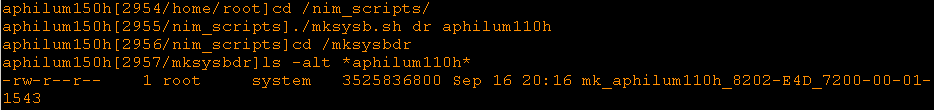 aphilum150h[2954/home/root]cd /nim_scripts/
aphilum150h[2955/nim_scripts]./mksysb.sh dr aphilum110h
aphilum150h[2956/nim_scripts]cd /mksysbdr
aphilum150h[2957/mksysbdr]ls -alt *aphilum110h*
-rw-r--r--    1 root     system   3525836800 Sep 16 20:16 mk_aphilum110h_8202-E4D_7200-00-01-
1543